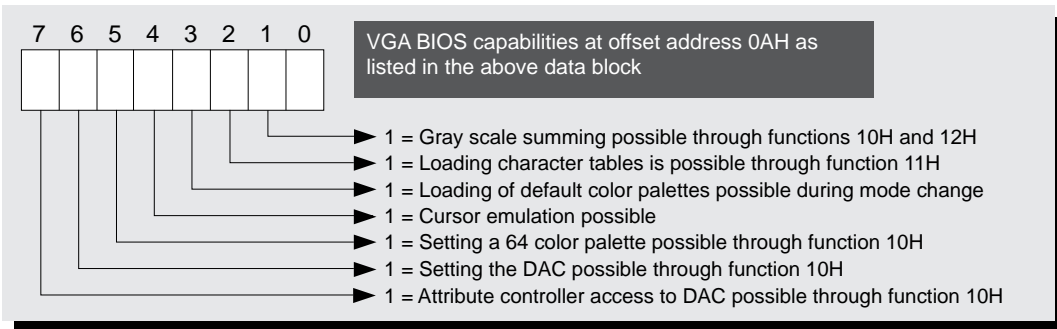 7 6 5 4 3 2 1 0
VGA BIOS capabilities at offset address 0AH as
listed in the above data block
1 = Gray scale summing possible through functions 10H and 12H
1 = Loading character tables is possible through function 11H
1 = Loading of default color palettes possible during mode change
1 = Cursor emulation possible
1 = Setting a 64 color palette possible through function 10H
1 = Setting the DAC possible through function 10H
1 = Attribute controller access to DAC possible through function 10H